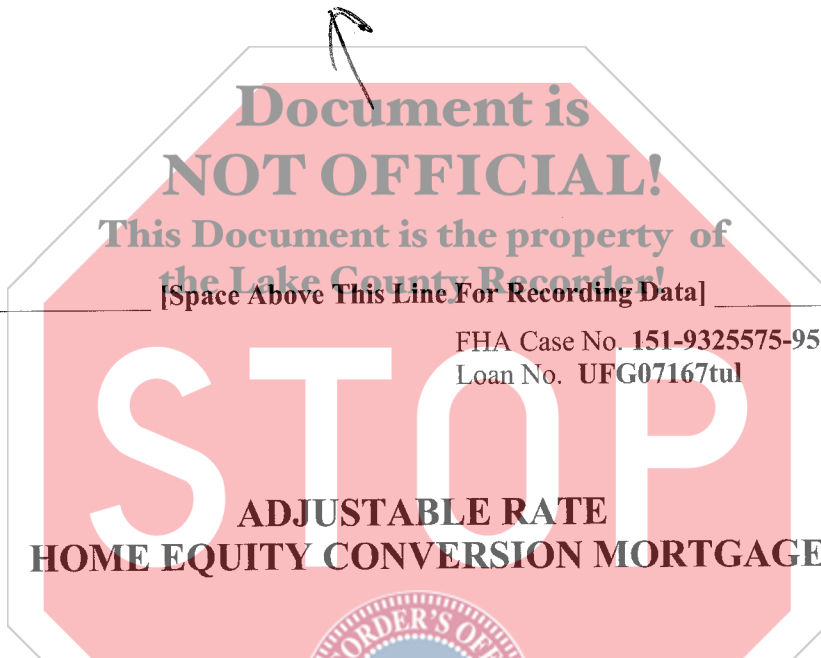 Document is
NOT OFFICIAL!
This Document is the property of
the Lake County Recorder!
[Space Above This Line For Recording Data]
FHA Case No. 151-9325575-95
Loan No. UFG07167tul
STOP
ADJUSTABLE RATE
HOME EQUITY CONVERSION MORTGAGE